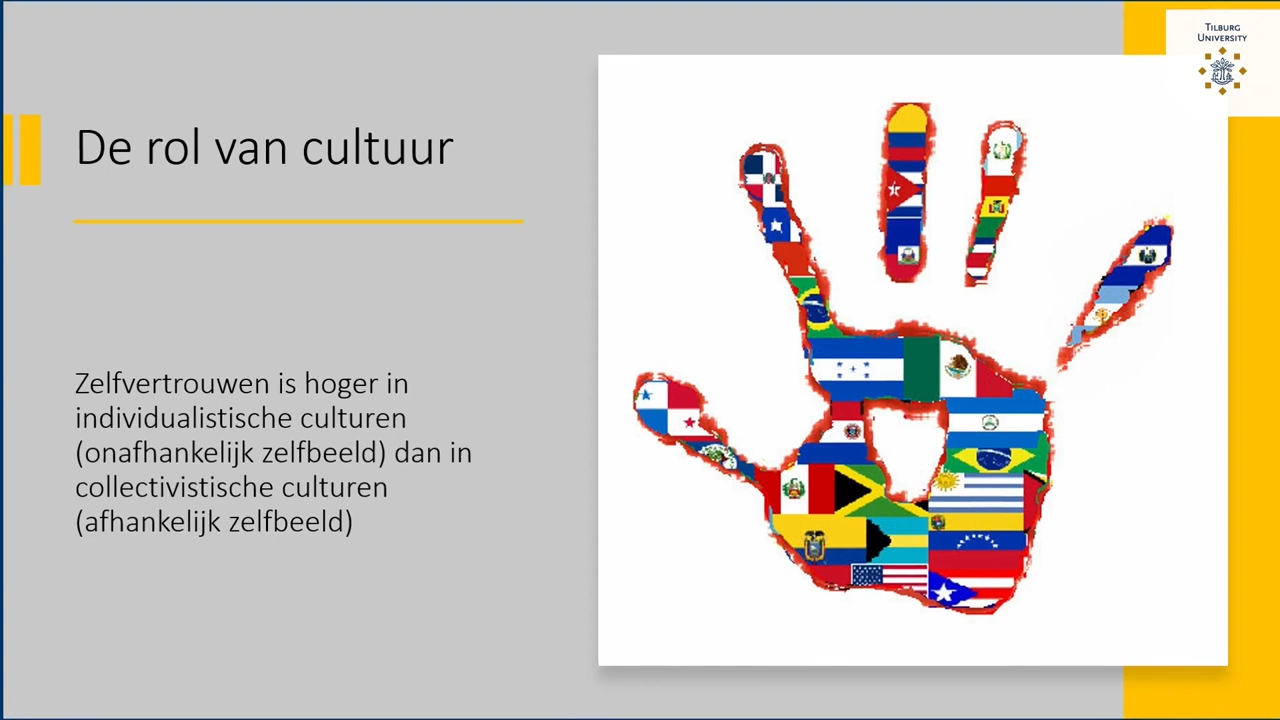 TILBURG
UNIVERSITY
De rol van cultuur
Zelfvertrouwen is hoger in
individualistische culturen
(onafhankelijk zelfbeeld) dan in
collectivistische culturen
(afhankelijk zelfbeeld)